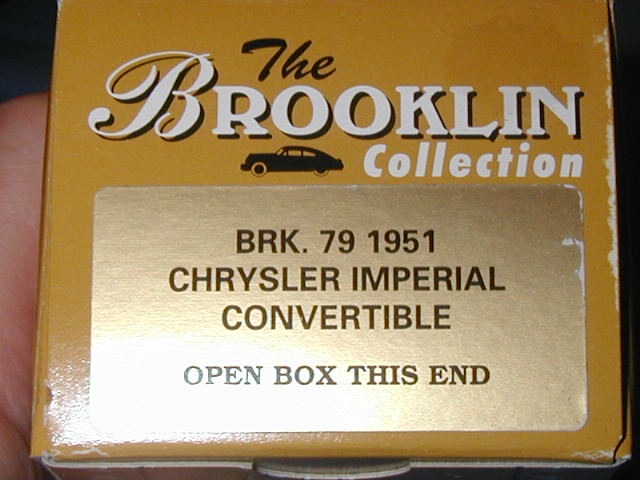 The
BROOKLIN
Collection
BRK. 79 1951
CHRYSLER IMPERIAL
CONVERTIBLE
OPEN BOX THIS END